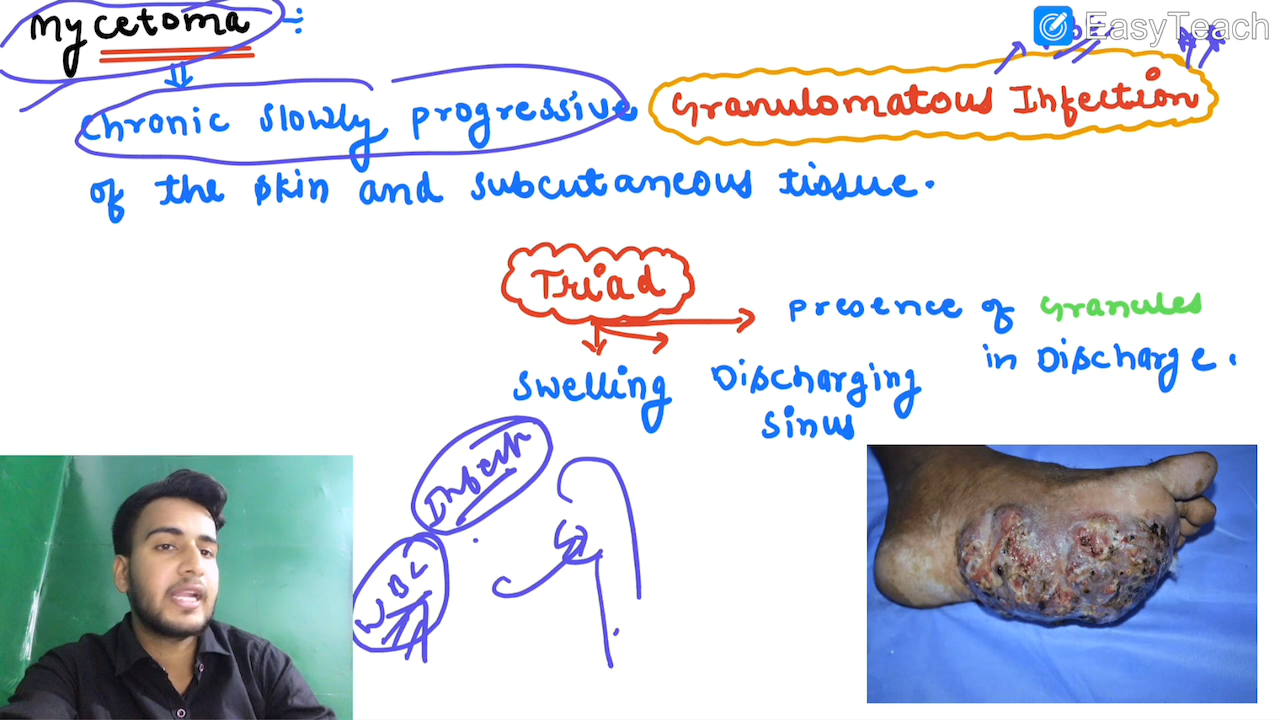 Mycetoma :-
EasyTeach
Chronic slowly progressive Granulomatous Infection
of the skin and subcutaneous tissue.
Triad
Presence of Granules
in Discharge.
Swelling
Discharging
Sinus
WBC